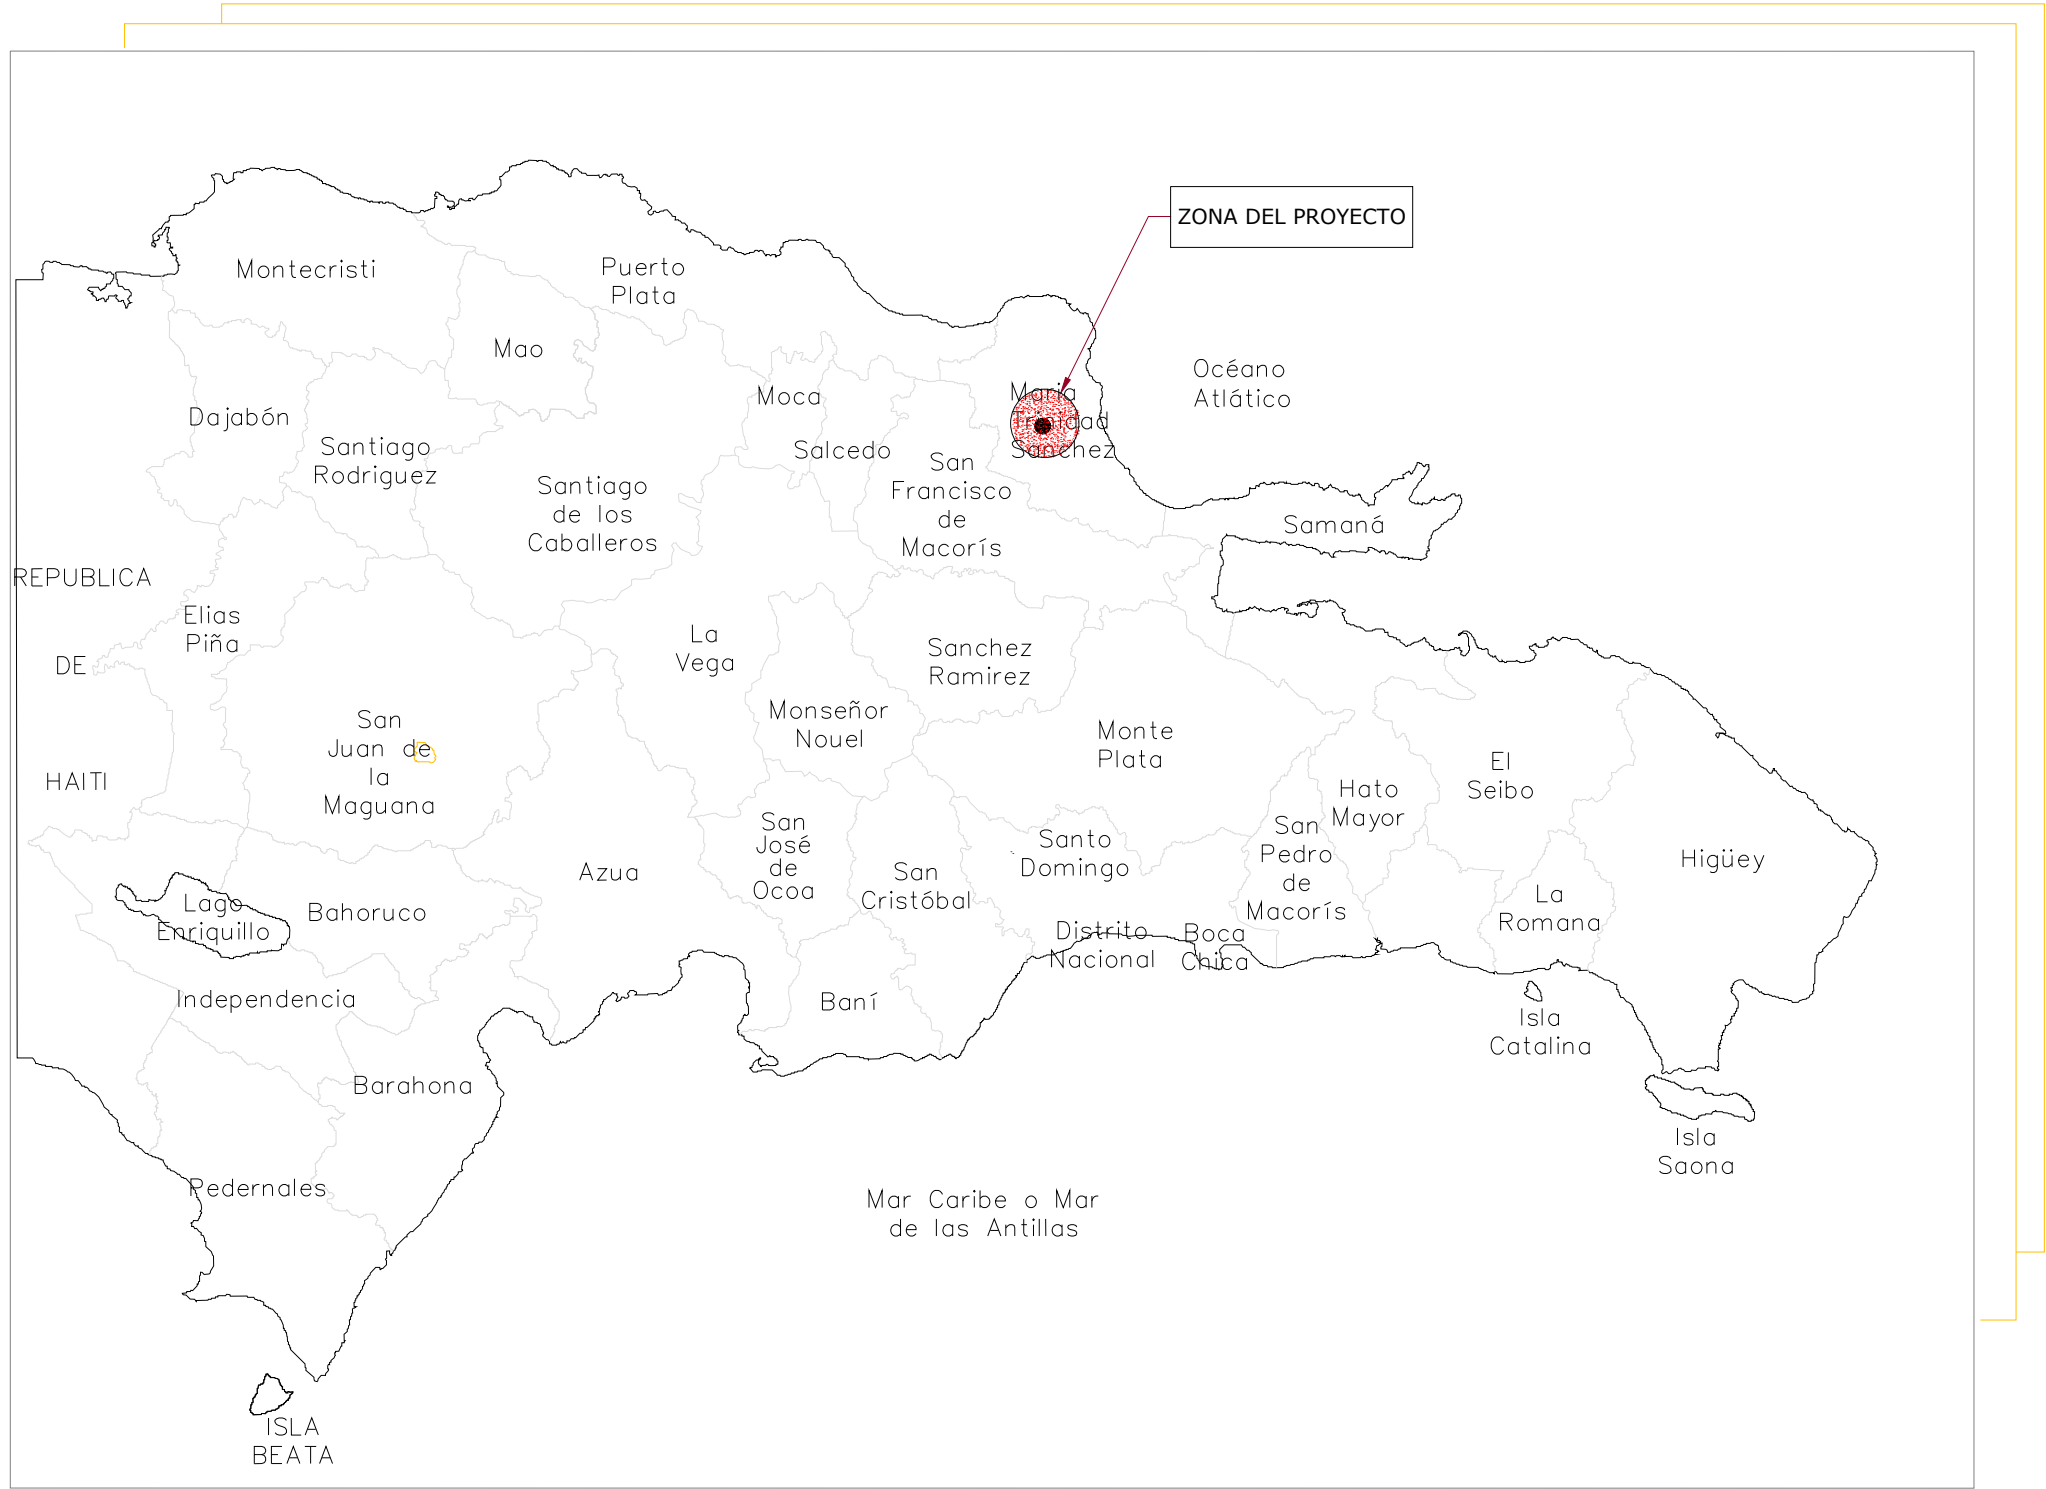 ZONA DEL PROYECTO
Montecristi
Puerto
Plata
Mao
Océano
Atlático
Dajabón
Moca
Maria
Trinidad
Sanchez
Santiago
Rodriguez
Salcedo
San
Francisco
de
Macorís
Santiago
de los
Caballeros
Samaná
REPUBLICA
DE
HAITI
Elias
Piña
La
Vega
Sanchez
Ramirez
San
Juan de
la
Maguana
Monseñor
Nouel
Monte
Plata
El
Seibo
Hato
Mayor
San
José
de
Ocoa
Santo
Domingo
San
Pedro
de
Macorís
Higüey
Azua
San
Cristóbal
La
Romana
Lago
Enriquillo
Bahoruco
Distrito
Nacional
Boca
Chica
Independencia
Baní
Isla
Catalina
Barahona
Isla
Saona
Pedernales
Mar Caribe o Mar
de las Antillas
ISLA
BEATA